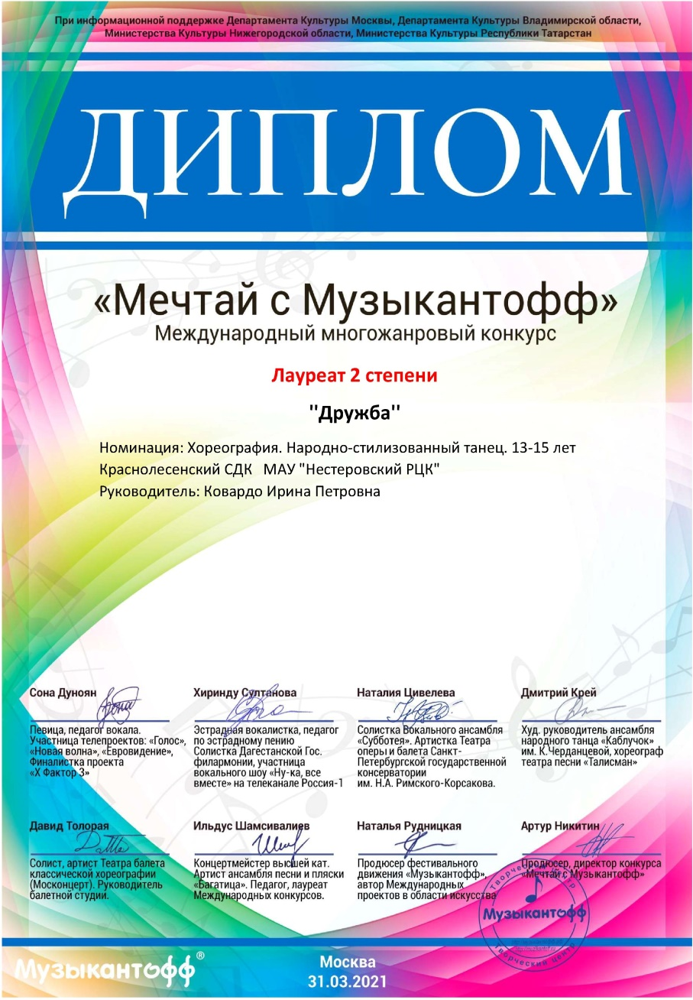 При информационной поддержке Департамента Культуры Москвы, Департамента Культуры Владимирской области,
Министерства Культуры Нижегородской области, Министерства Культуры Республики Татарстан
ДИПЛОМ
«Мечтай с Музыкантофф»
Международный многожанровый конкурс
Лауреат 2 степени
''Дружба''
Номинация: Хореография. Народно-стилизованный танец. 13-15 лет
Краснолесенский СДК МАУ "Нестеровский РЦК"
Руководитель: Ковардо Ирина Петровна
Сона Дуноян
Певица, педагог вокала.
Участница телепроектов: «Голос»,
«Новая волна», «Евровидение»,
Финалистка проекта
«Х Фактор 3»
Хиринду Султанова
Эстрадная вокалистка, педагог
по эстрадному пению
Солистка Дагестанской Гос.
филармонии, участница
вокального шоу «Ну-ка, все
вместе» на телеканале Россия-1
Наталия Цивелева
Солистка Вокального ансамбля
«Субботея». Артистка Театра
оперы и балета Санкт-
Петербургской государственной
консерватории
им. Н.А. Римского-Корсакова.
Дмитрий Крей
Худ. руководитель ансамбля
народного танца «Каблучок»
им. К.Черданцевой, хореограф
театра песни «Талисман»
Давид Толорая
Солист, артист Театра балета
классической хореографии
(Москонцерт). Руководитель
балетной студии.
Ильдус Шамсивалиев
Концертмейстер высшей кат.
Артист ансамбля песни и пляски
«Багатица». Педагог, лауреат
Международных конкурсов.
Наталья Рудницкая
Продюсер фестивального
движения «Музыкантофф»,
автор Международных
проектов в области искусства
Артур Никитин
Продюсер, директор конкурса
«Мечтай с Музыкантофф»
Творческий центр
Музыкантофф
Творческий центр
Музыкантофф®
Москва
31.03.2021